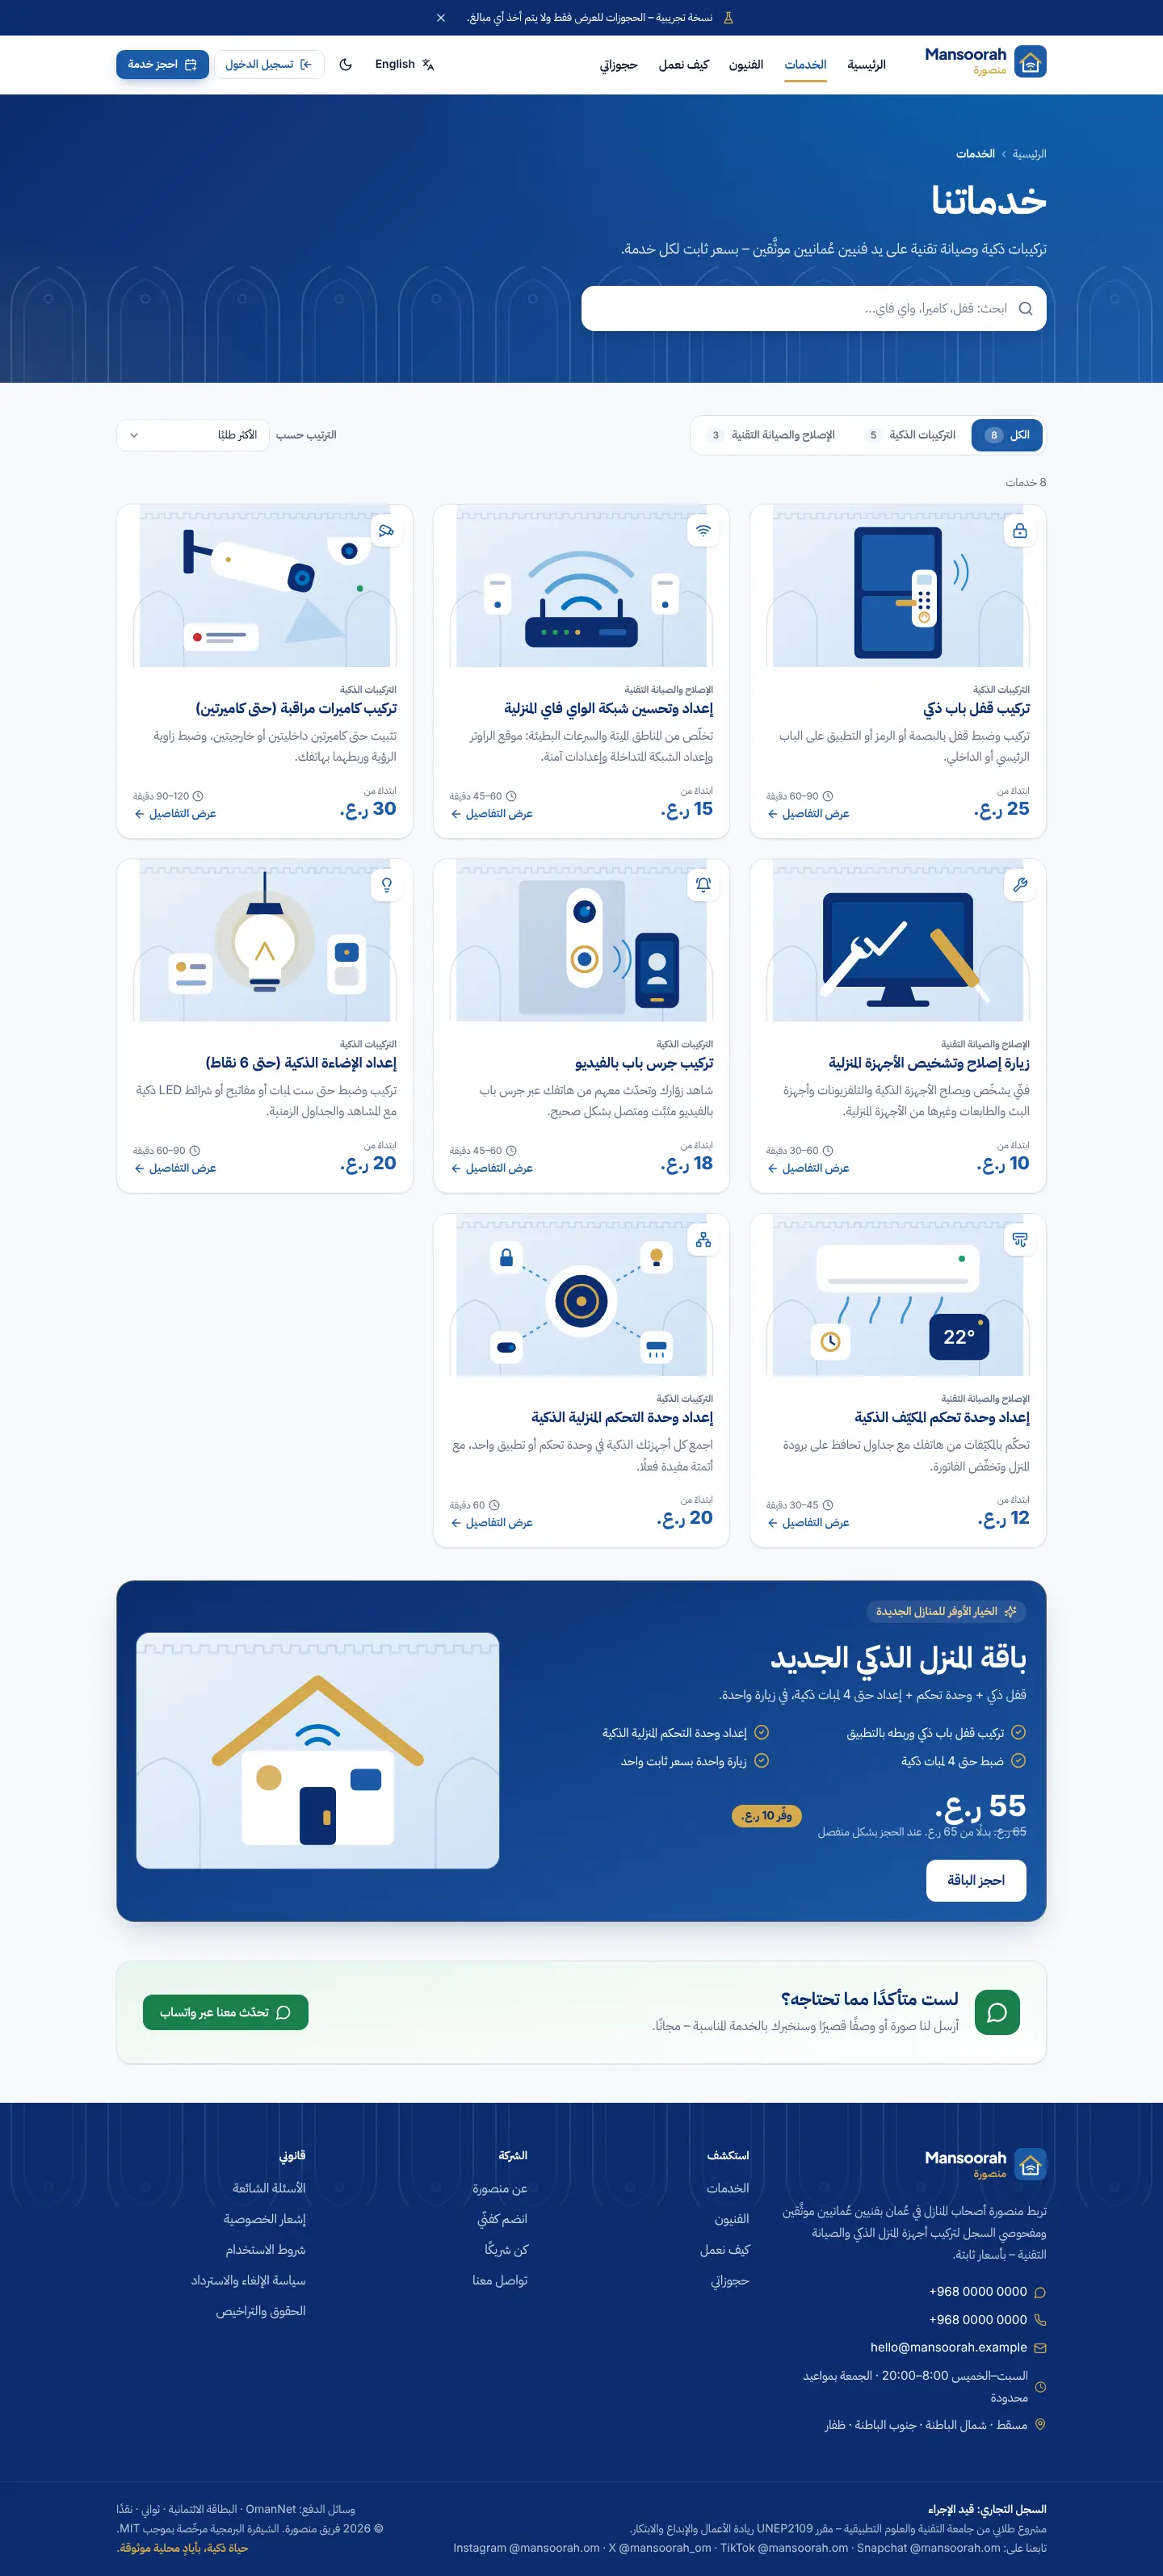 نسخة تجريبية – الحجوزات للعرض فقط ولا يتم أخذ أي مبالغ.
Mansoorah
منصورة
الرئيسية
الخدمات
الفنيون
كيف نعمل
حجوزاتي
English
تسجيل الدخول
احجز خدمة
الرئيسية
الخدمات
خدماتنا
تركيبات ذكية وصيانة تقنية على يد فنيين عُمانيين موثّقين – بسعر ثابت لكل خدمة.
ابحث: قفل، كاميرا، واي فاي...
الكل 8
التركيبات الذكية 5
الإصلاح والصيانة التقنية 3
الترتيب حسب
الأكثر طلبًا
8 خدمات
التركيبات الذكية
تركيب قفل باب ذكي
تركيب وضبط قفل بالبصمة أو الرمز أو التطبيق على الباب
الرئيسي أو الداخلي.
ابتداءً من
25 ر.ع.
60–90 دقيقة
عرض التفاصيل
الإصلاح والصيانة التقنية
إعداد وتحسين شبكة الواي فاي المنزلية
تخلّص من المناطق الميتة والسرعات البطيئة: موقع الراوتر
وإعداد الشبكة المتداخلة وإعدادات آمنة.
ابتداءً من
15 ر.ع.
45–60 دقيقة
عرض التفاصيل
التركيبات الذكية
تركيب كاميرات مراقبة (حتى كاميرتين)
تثبيت حتى كاميرتين داخليتين أو خارجيتين، وضبط زاوية
الرؤية وربطهما بهاتفك.
ابتداءً من
30 ر.ع.
90–120 دقيقة
عرض التفاصيل
الإصلاح والصيانة التقنية
زيارة إصلاح وتشخيص الأجهزة المنزلية
فنّي يشخّص ويصلح الأجهزة الذكية والتلفزيونات وأجهزة
البث والطابعات وغيرها من الأجهزة المنزلية.
ابتداءً من
10 ر.ع.
30–60 دقيقة
عرض التفاصيل
التركيبات الذكية
تركيب جرس باب بالفيديو
شاهد زوّارك وتحدّث معهم من هاتفك عبر جرس باب
بالفيديو مثبّت ومتصل بشكل صحيح.
ابتداءً من
18 ر.ع.
45–60 دقيقة
عرض التفاصيل
التركيبات الذكية
إعداد الإضاءة الذكية (حتى 6 نقاط)
تركيب وضبط حتى ست لمبات أو مفاتيح أو شرائط LED ذكية
مع المشاهد والجداول الزمنية.
ابتداءً من
20 ر.ع.
60–90 دقيقة
عرض التفاصيل
22°
الإصلاح والصيانة التقنية
إعداد وحدة تحكم المكيّف الذكية
تحكّم بالمكيّفات من هاتفك مع جداول تحافظ على برودة
المنزل وتخفّض الفاتورة.
ابتداءً من
12 ر.ع.
30–45 دقيقة
عرض التفاصيل
التركيبات الذكية
إعداد وحدة التحكم المنزلية الذكية
اجمع كل أجهزتك الذكية في وحدة تحكم أو تطبيق واحد، مع
أتمتة مفيدة فعلًا.
ابتداءً من
20 ر.ع.
60 دقيقة
عرض التفاصيل
الخيار الأوفر للمنازل الجديدة
باقة المنزل الذكي الجديد
قفل ذكي + وحدة تحكم + إعداد حتى 4 لمبات ذكية، في زيارة واحدة.
تركيب قفل باب ذكي وربطه بالتطبيق
إعداد وحدة التحكم المنزلية الذكية
ضبط حتى 4 لمبات ذكية
زيارة واحدة بسعر ثابت واحد
55 ر.ع.
65 ر.ع. بدلًا من 65 ر.ع. عند الحجز بشكل منفصل
وفّر 10 ر.ع.
احجز الباقة
لست متأكدًا مما تحتاجه؟
أرسل لنا صورة أو وصفًا قصيرًا وسنخبرك بالخدمة المناسبة – مجانًا.
تحدّث معنا عبر واتساب
Mansoorah
منصورة
تربط منصورة أصحاب المنازل في عُمان بفنيين عُمانيين موثّقين
ومفحوصي السجل لتركيب أجهزة المنزل الذكي والصيانة
التقنية – بأسعار ثابتة.
+968 0000 0000
+968 0000 0000
hello@mansoorah.example
السبت–الخميس 8:00–20:00 · الجمعة بمواعيد
محدودة
مسقط · شمال الباطنة · جنوب الباطنة · ظفار
استكشف
الخدمات
الفنيون
كيف نعمل
حجوزاتي
الشركة
عن منصورة
انضم كفنّي
كن شريكًا
تواصل معنا
قانوني
الأسئلة الشائعة
إشعار الخصوصية
شروط الاستخدام
سياسة الإلغاء والاسترداد
الحقوق والتراخيص
السجل التجاري: قيد الإجراء
مشروع طلابي من جامعة التقنية والعلوم التطبيقية – مقرر UNEP2109 ريادة الأعمال والإبداع والابتكار.
تابعنا على: Instagram @mansoorah.om · X @mansoorah_om · TikTok @mansoorah.om · Snapchat @mansoorah.om
وسائل الدفع: OmanNet · البطاقة الائتمانية · ثواني · نقدًا
© 2026 فريق منصورة. الشيفرة البرمجية مرخّصة بموجب MIT.
حياة ذكية، بأيادٍ محلية موثوقة.